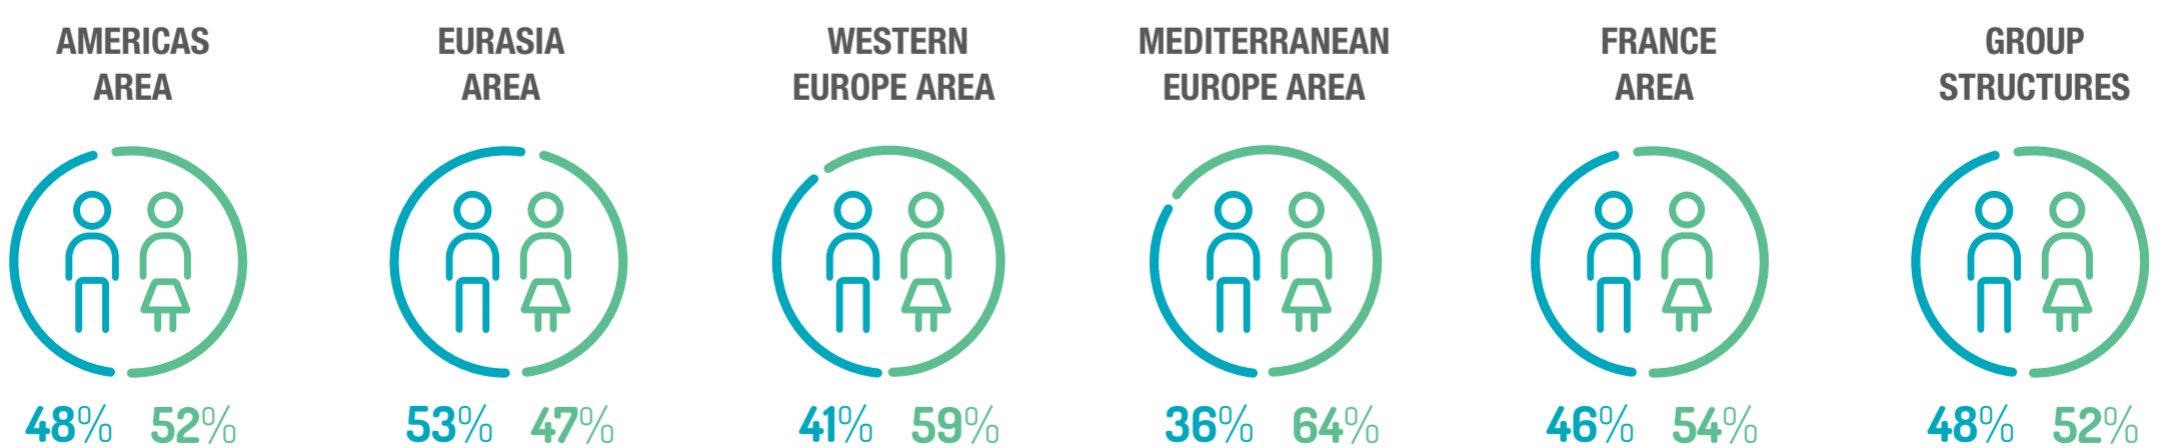 AMERICAS
AREA
48% 52%
EURASIA
AREA
53% 47%
WESTERN
EUROPE AREA
41% 59%
MEDITERRANEAN
EUROPE AREA
36% 64%
FRANCE
AREA
46% 54%
GROUP
STRUCTURES
48% 52%